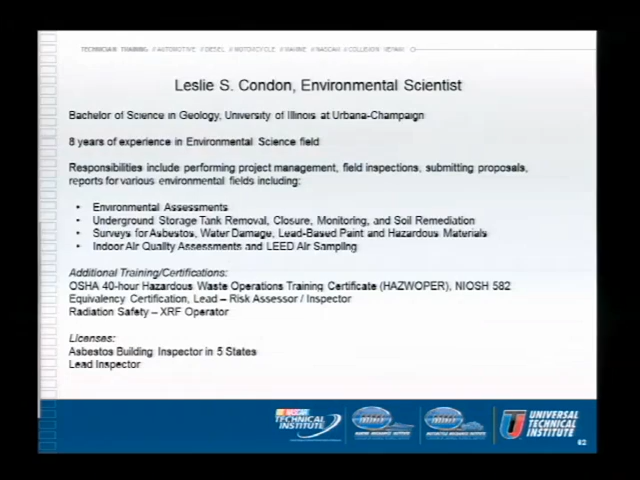 TECHNICIAN TRAINING // AUTOMOTIVE // DIESEL // MOTORCYCLE // MARINE // NASCAR // COLLISION REPAIR
Leslie S. Condon, Environmental Scientist
Bachelor of Science in Geology, University of Illinois at Urbana-Champaign
8 years of experience in Environmental Science field
Responsibilities include performing project management, field inspections, submitting proposals,
reports for various environmental fields including:
• Environmental Assessments
• Underground Storage Tank Removal, Closure, Monitoring, and Soil Remediation
• Surveys for Asbestos, Water Damage, Lead-Based Paint and Hazardous Materials
• Indoor Air Quality Assessments and LEED Air Sampling
Additional Training/Certifications:
OSHA 40-hour Hazardous Waste Operations Training Certificate (HAZWOPER), NIOSH 582
Equivalency Certification, Lead – Risk Assessor / Inspector
Radiation Safety – XRF Operator
Licenses:
Asbestos Building Inspector in 5 States
Lead Inspector
NASCAR
TECHNICAL
INSTITUTE
UNIVERSAL
TECHNICAL
INSTITUTE
82